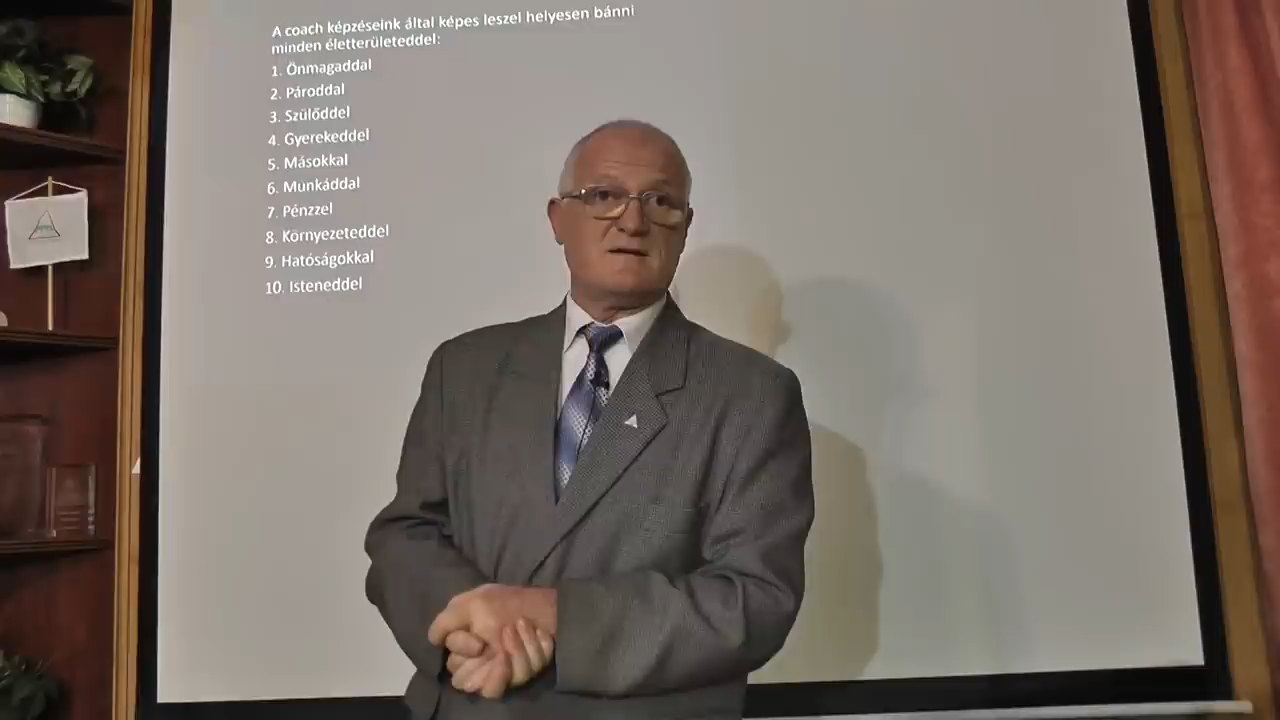 A coach képzéseink által képes leszel helyesen bánni
minden életterületeddel:
1. Önmagaddal
2. Pároddal
3. Szülőddel
4. Gyerekeddel
5. Másokkal
6. Munkáddal
7. Pénzzel
8. Környezeteddel
9. Hatóságokkal
10. Isteneddel